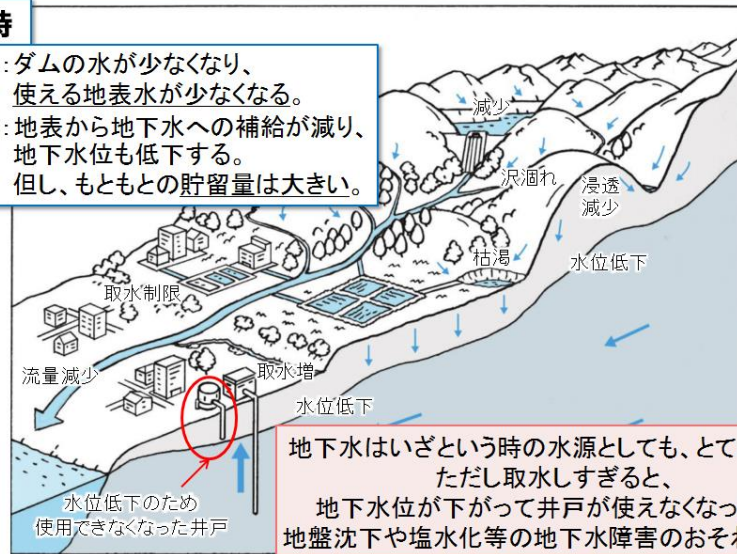 時
：ダムの水が少なくなり、
使える地表水が少なくなる。
：地表から地下水への補給が減り、
地下水位も低下する。
但し、もともとの貯留量は大きい。
減少
沢涸れ
浸透
減少
枯渇
水位低下
取水制限
流量減少
取水増
水位低下
水位低下のため
使用できなくなった井戸
地下水はいざという時の水源としても、とて
ただし取水しすぎると、
地下水位が下がって井戸が使えなくなっ
地盤沈下や塩水化等の地下水障害のおそ